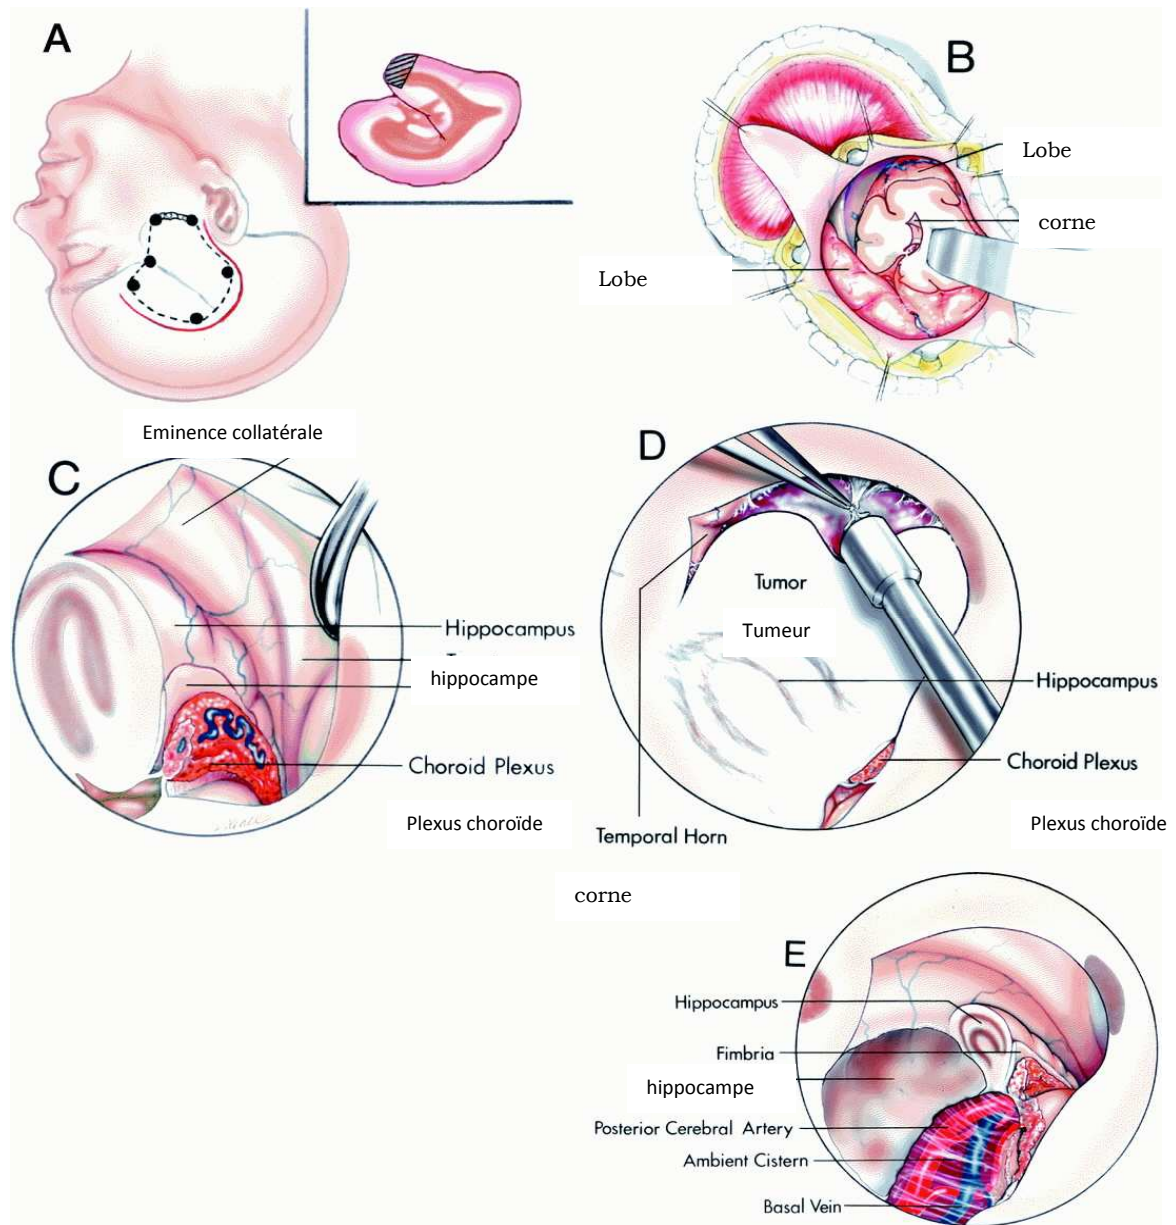 A
B
Lobe
corne
Lobe
Eminence collatérale
C
Hippocampus
hippocampe
Choroid Plexus
Plexus choroïde
D
Tumor
Tumeur
Hippocampus
Choroid Plexus
Plexus choroïde
Temporal Horn
corne
E
Hippocampus
Fimbria
hippocampe
Posterior Cerebral Artery
Ambient Cistern
Basal Vein